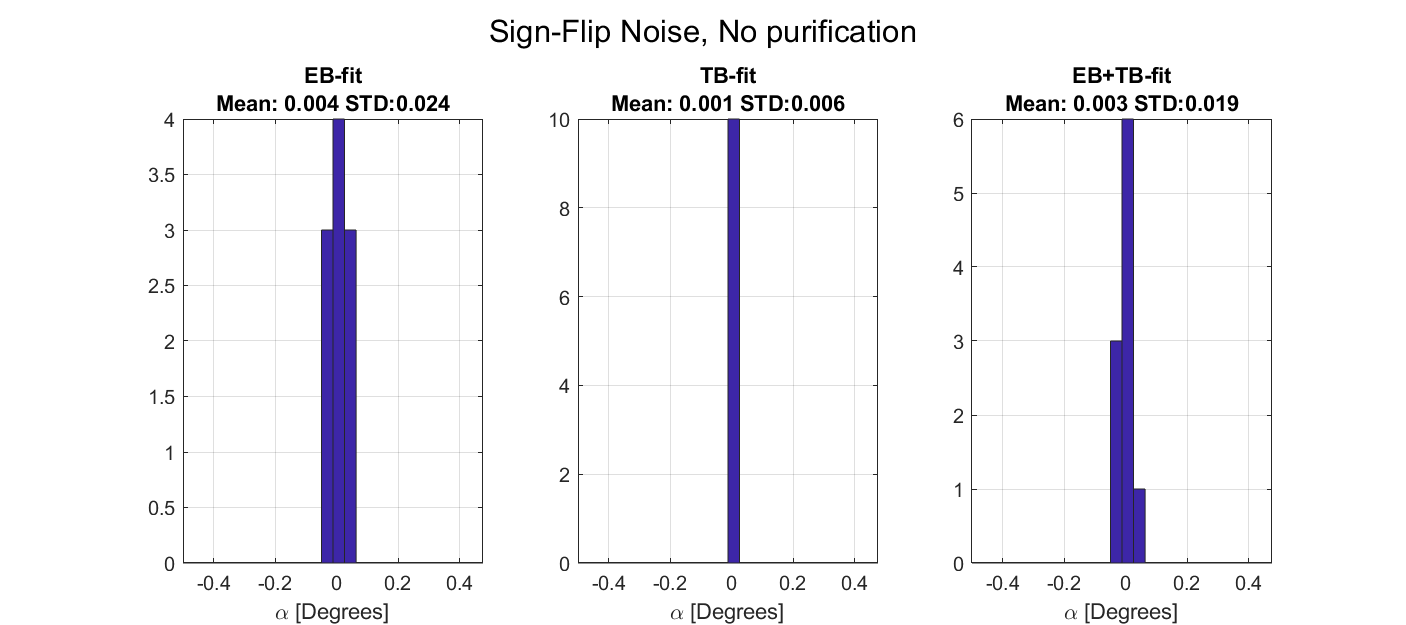 Sign-Flip Noise, No purification
EB-fit
Mean: 0.004 STD:0.024
4
3.5
3
2.5
2
1.5
1
0.5
0
-0.4 -0.2 0 0.2 0.4
α [Degrees]
TB-fit
Mean: 0.001 STD:0.006
10
8
6
4
2
0
-0.4 -0.2 0 0.2 0.4
α [Degrees]
EB+TB-fit
Mean: 0.003 STD:0.019
6
5
4
3
2
1
0
-0.4 -0.2 0 0.2 0.4
α [Degrees]